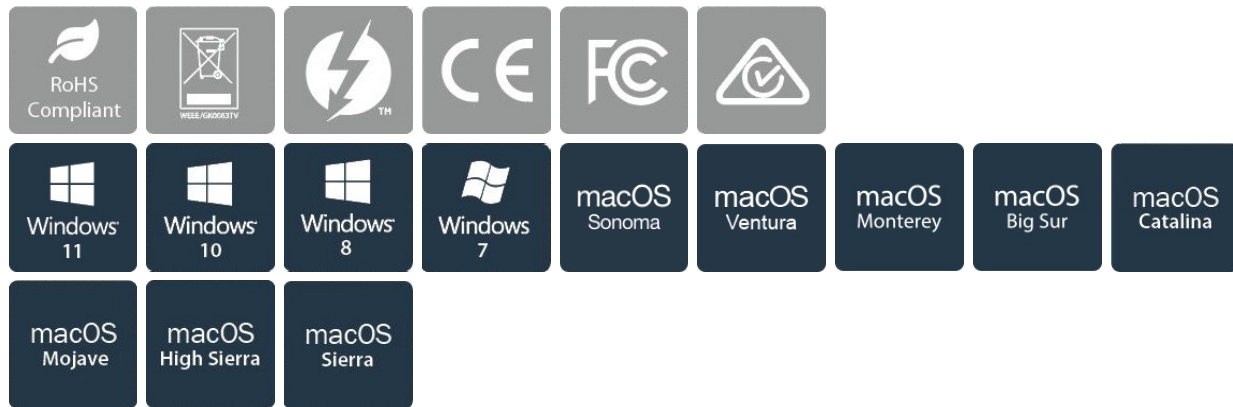 RoHS
Compliant
WEEE/GK0083TV
TM
CE
FC
Windows
11
Windows
10
Windows
8
Windows
7
macOS
Sonoma
macOS
Ventura
macOS
Monterey
macOS
Big Sur
macOS
Catalina
macOS
Mojave
macOS
High Sierra
macOS
Sierra